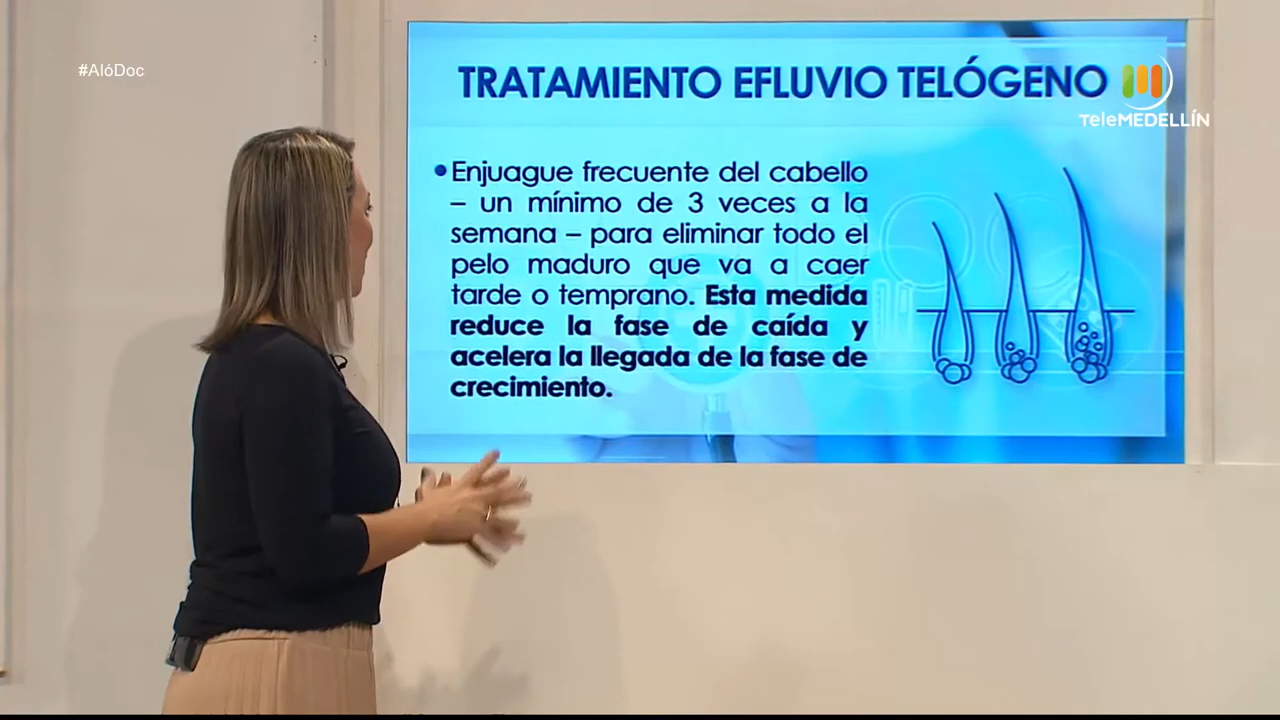 #AlóDoc
TRATAMIENTO EFLUVIO TELÓGENO
TeleMEDELLÍN
•Enjuague frecuente del cabello
– un mínimo de 3 veces a la
semana – para eliminar todo el
pelo maduro que va a caer
tarde o temprano. Esta medida
reduce la fase de caída y
acelera la llegada de la fase de
crecimiento.